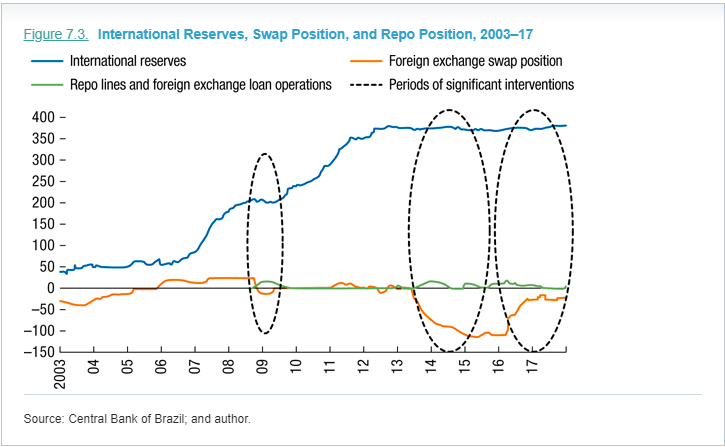 Figure 7.3. International Reserves, Swap Position, and Repo Position, 2003–17
International reserves
Foreign exchange swap position
Repo lines and foreign exchange loan operations
Periods of significant interventions
400
350
300
250
200
150
100
50
0
–50
–100
–150
2003 04 05 06 07 08 09 10 11 12 13 14 15 16 17
Source: Central Bank of Brazil; and author.